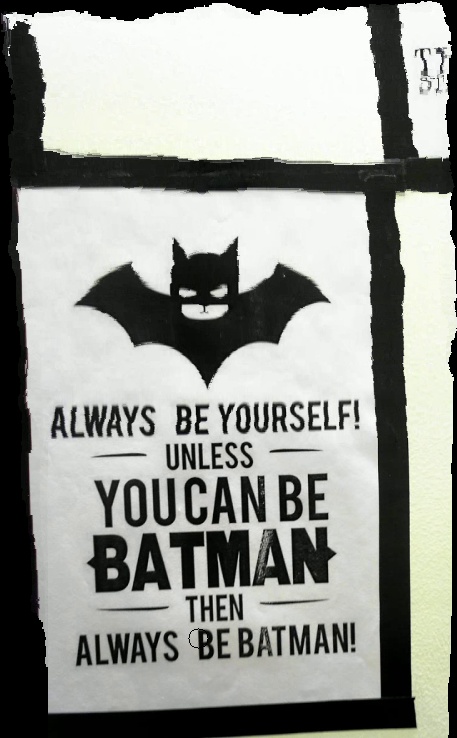 ALWAYS BE YOURSELF!
UNLESS
YOU CAN BE
BATMAN
THEN
ALWAYS BE BATMAN!